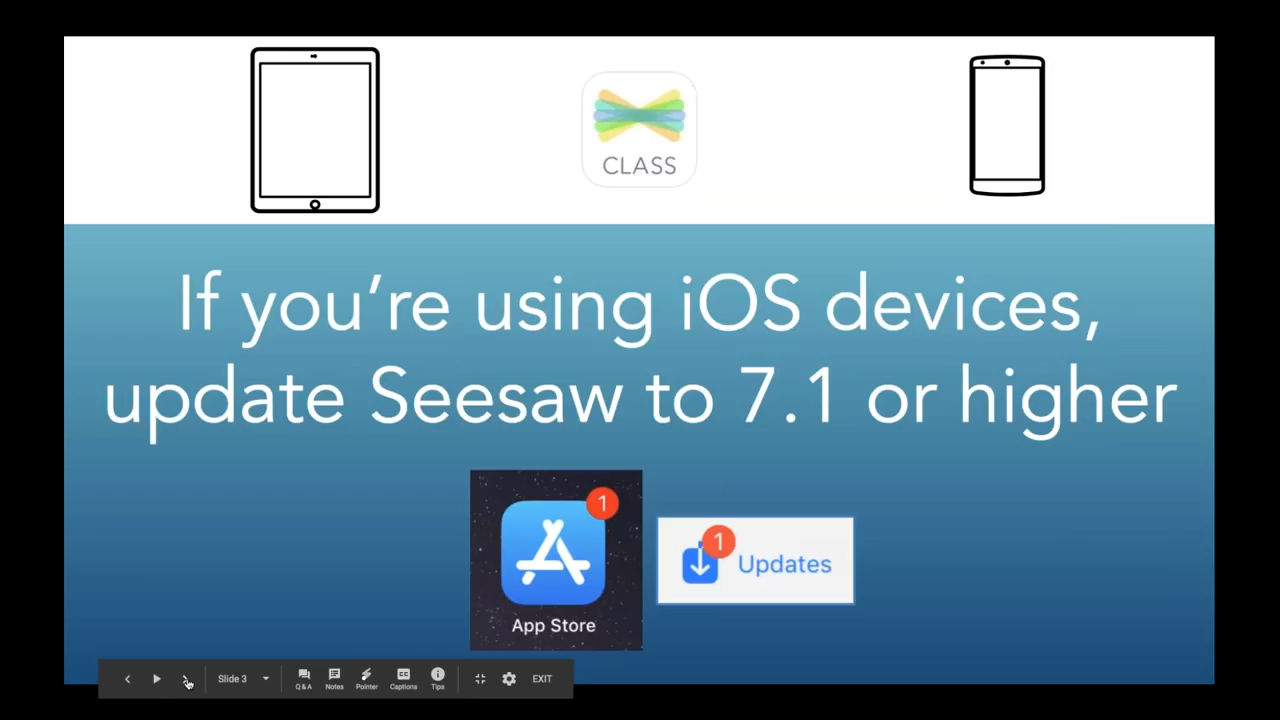 CLASS
If you’re using iOS devices,
update Seesaw to 7.1 or higher
1
App Store
1
Updates
Slide 3
Q & A
Notes
Pointer
CC
Captions
Tips
EXIT